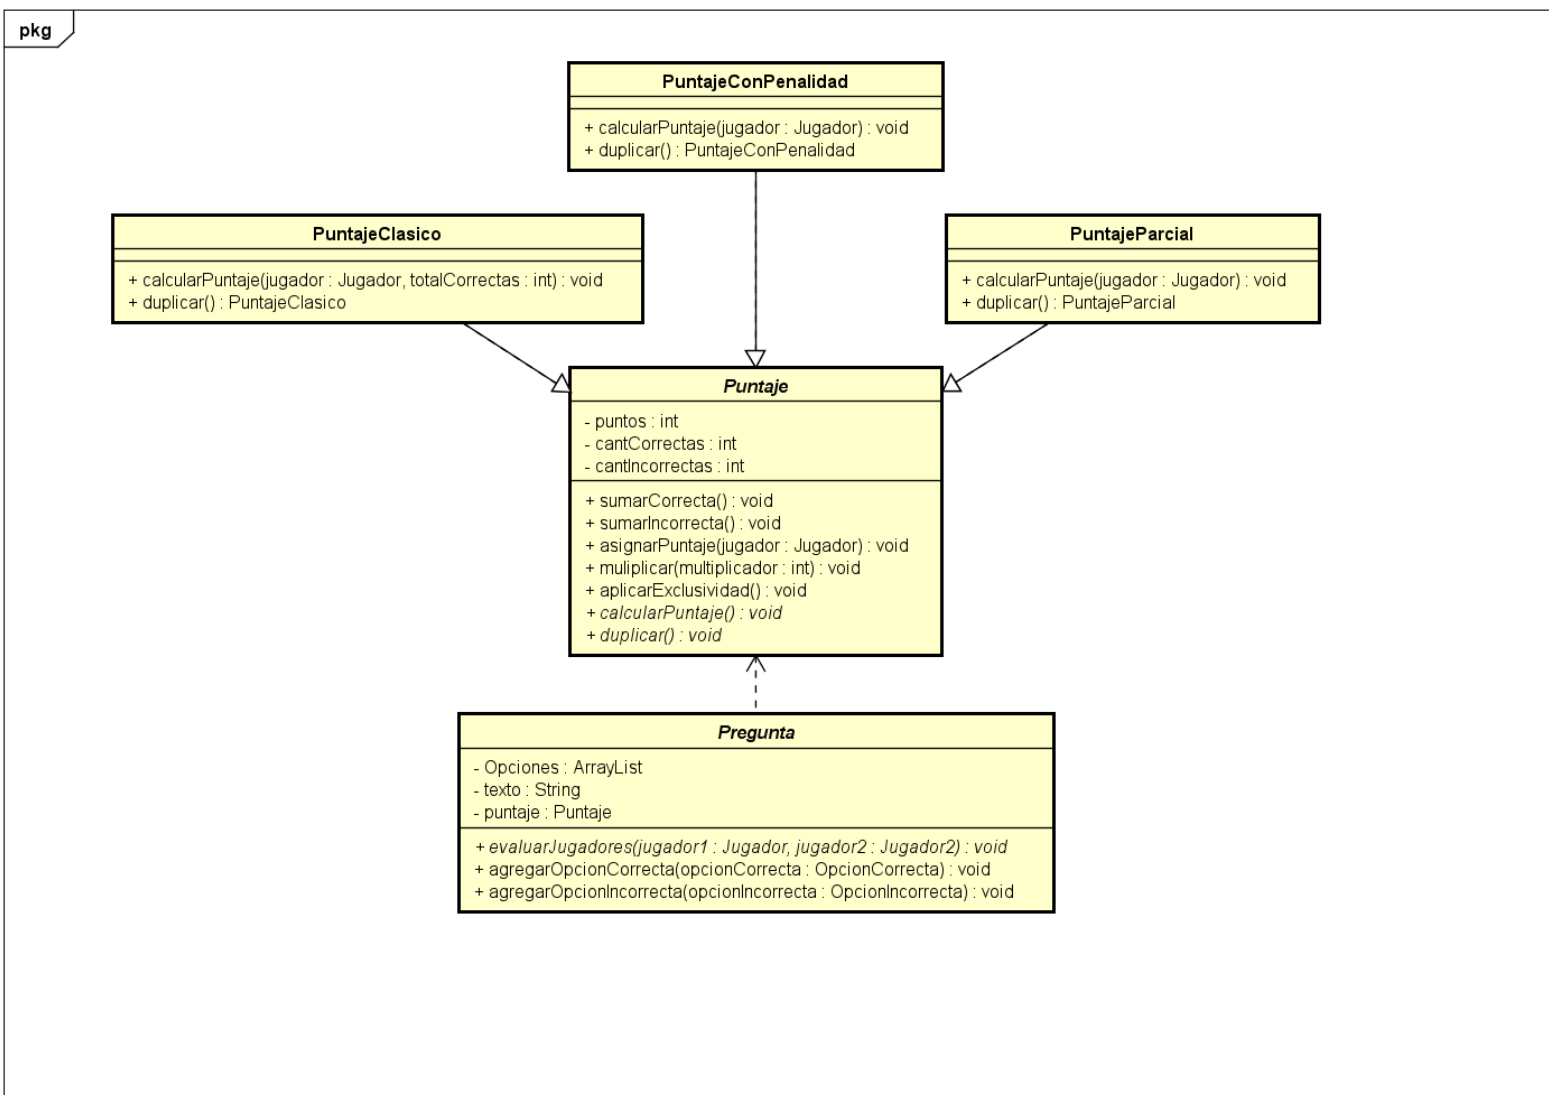 pkg
PuntajeConPenalidad
+ calcularPuntaje(jugador : Jugador) : void
+ duplicar() : PuntajeConPenalidad
PuntajeClasico
+ calcularPuntaje(jugador : Jugador, totalCorrectas : int) : void
+ duplicar() : PuntajeClasico
PuntajeParcial
+ calcularPuntaje(jugador : Jugador) : void
+ duplicar() : PuntajeParcial
Puntaje
- puntos : int
- cantCorrectas : int
- cantIncorrectas : int
+ sumarCorrecta() : void
+ sumarIncorrecta() : void
+ asignarPuntaje(jugador : Jugador) : void
+ muliplicar(multiplicador : int) : void
+ aplicarExclusividad() : void
+ calcularPuntaje() : void
+ duplicar() : void
Pregunta
- Opciones : ArrayList
- texto : String
- puntaje : Puntaje
+ evaluarJugadores(jugador1 : Jugador, jugador2 : Jugador2) : void
+ agregarOpcionCorrecta(opcionCorrecta : OpcionCorrecta) : void
+ agregarOpcionIncorrecta(opcionIncorrecta : OpcionIncorrecta) : void